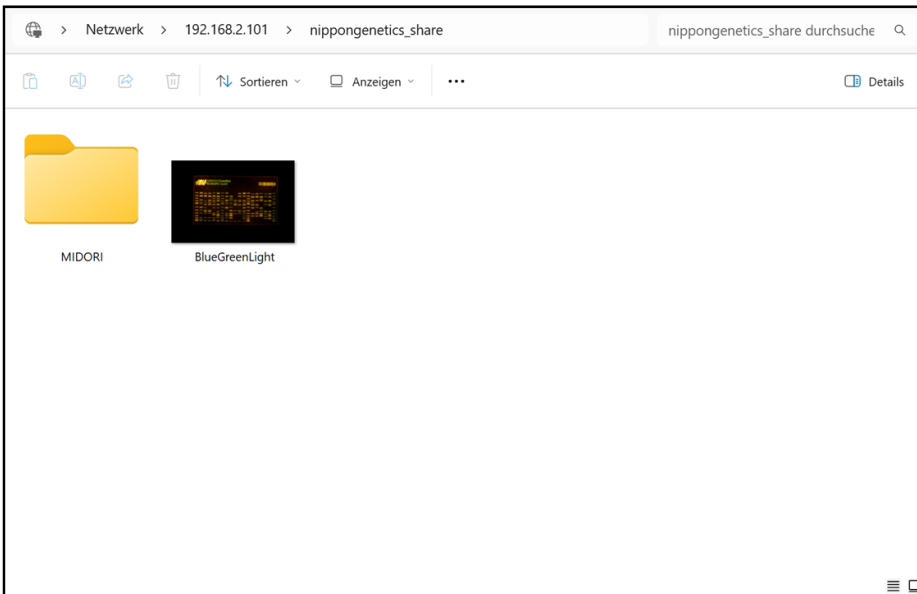 Netzwerk > 192.168.2.101 > nippongenetics_share
nippongenetics_share durchsuche
Sortieren
Anzeigen
Details
MIDORI
BlueGreenLight